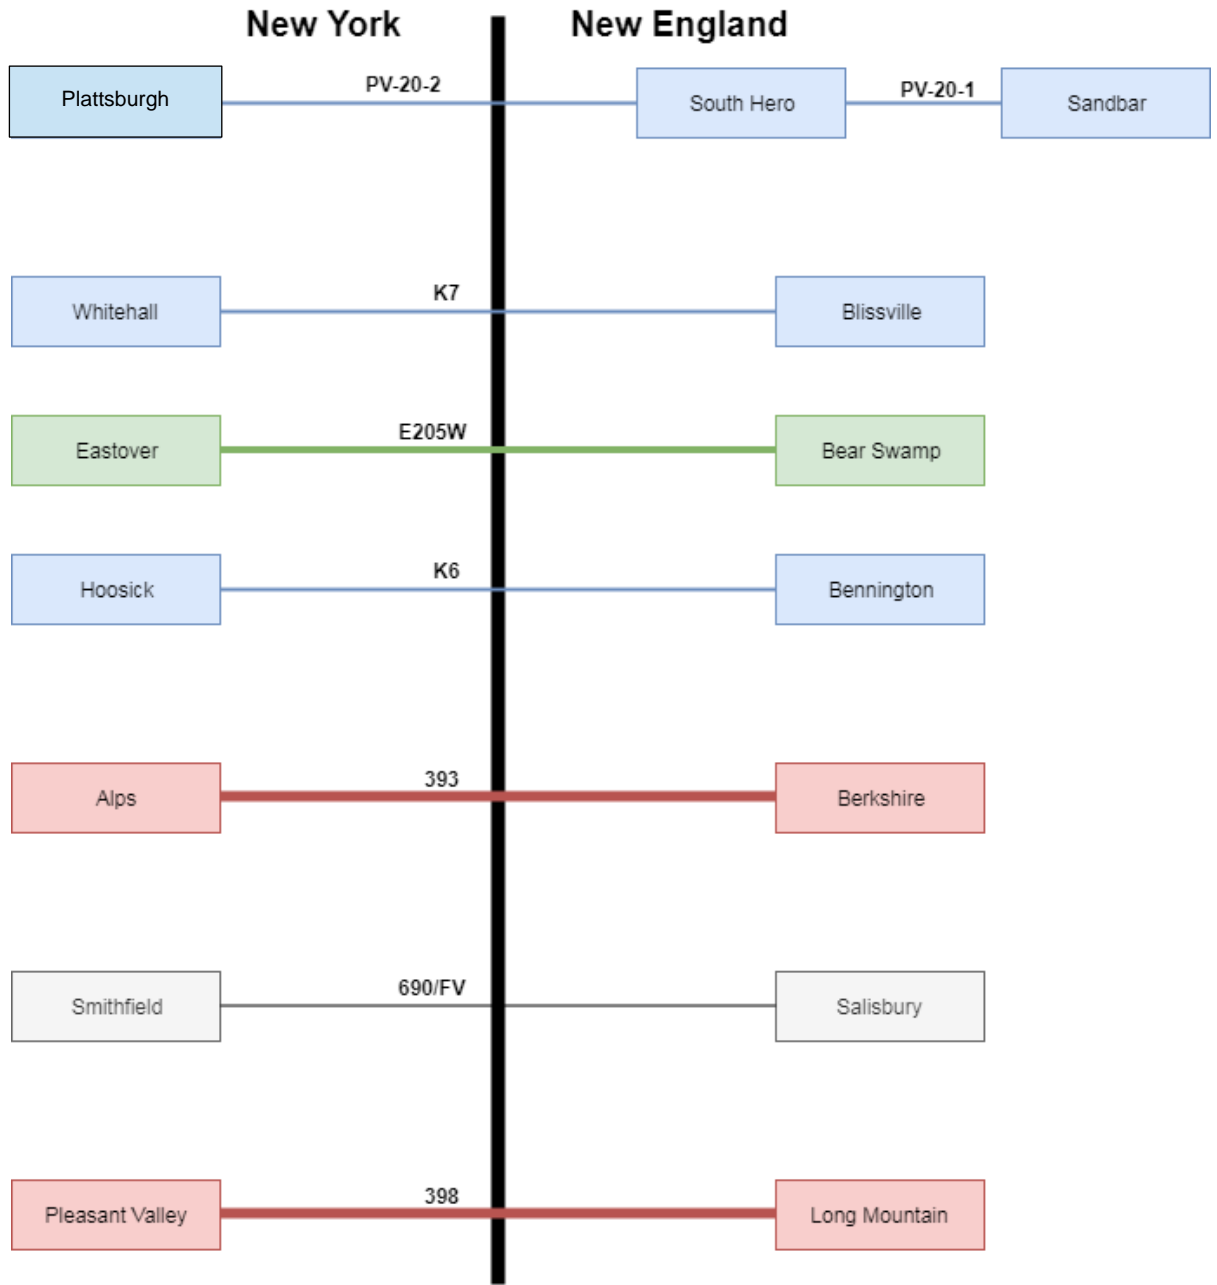 New York New England
Plattsburgh PV-20-2 South Hero PV-20-1 Sandbar
Whitehall K7 Blissville
Eastover E205W Bear Swamp
Hoosick K6 Bennington
Alps 393 Berkshire
Smithfield 690/FV Salisbury
Pleasant Valley 398 Long Mountain